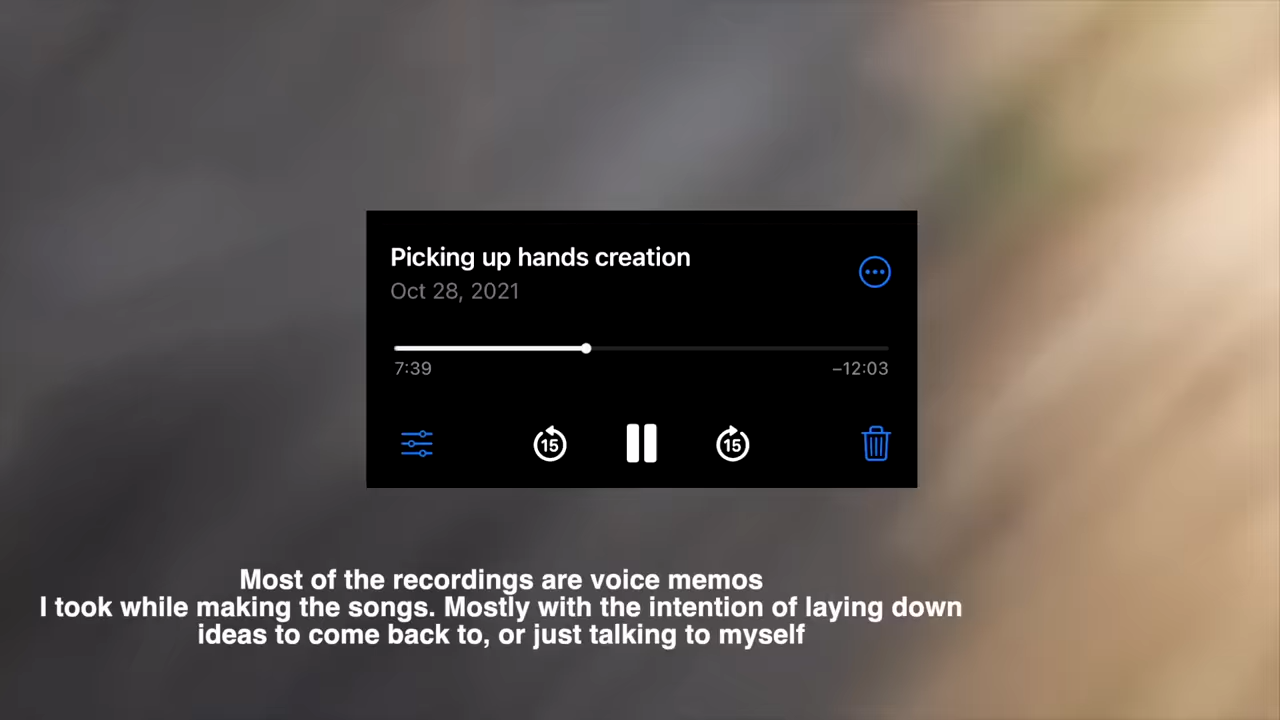 Picking up hands creation
Oct 28, 2021
7:39
–12:03
15
15
Most of the recordings are voice memos
I took while making the songs. Mostly with the intention of laying down
ideas to come back to, or just talking to myself